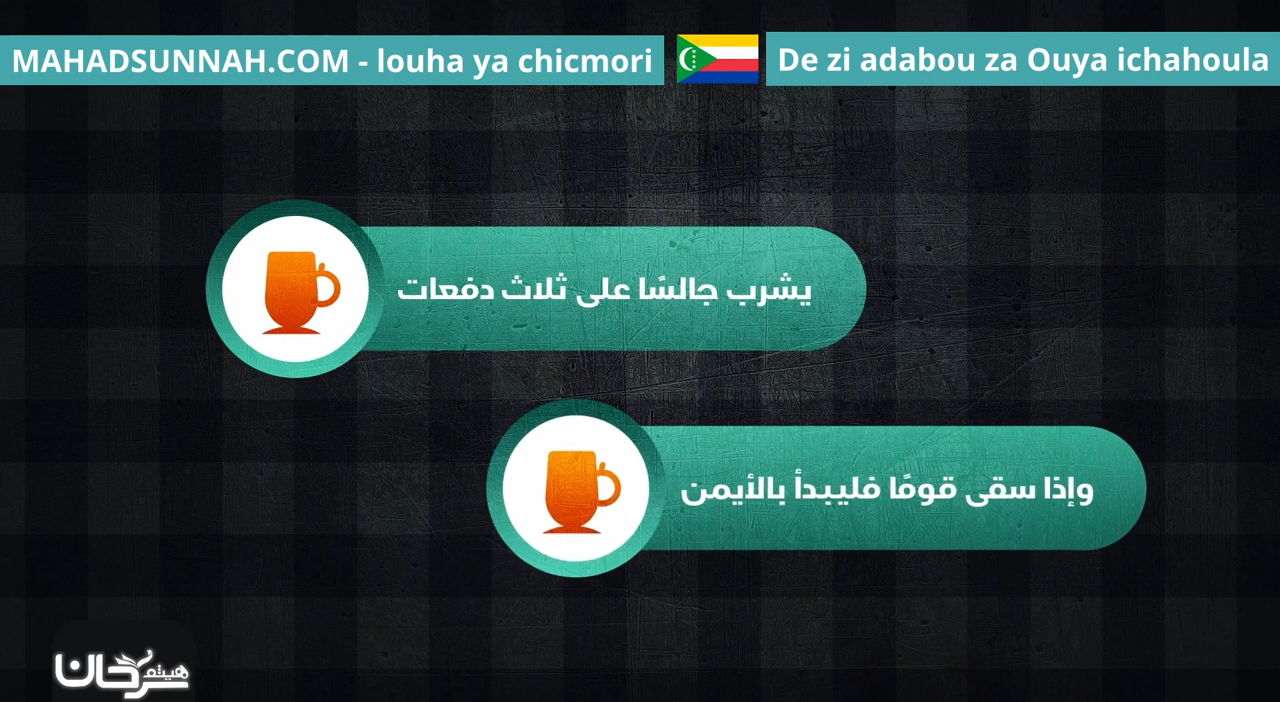 MAHADSUNNAH.COM - louha ya chicmori
De zi adabou za Ouya ichahoula
يشرب جالسًا على ثلاث دفعات
وإذا سقى قومًا فليبدأ بالأيمن
هيثم سرحان